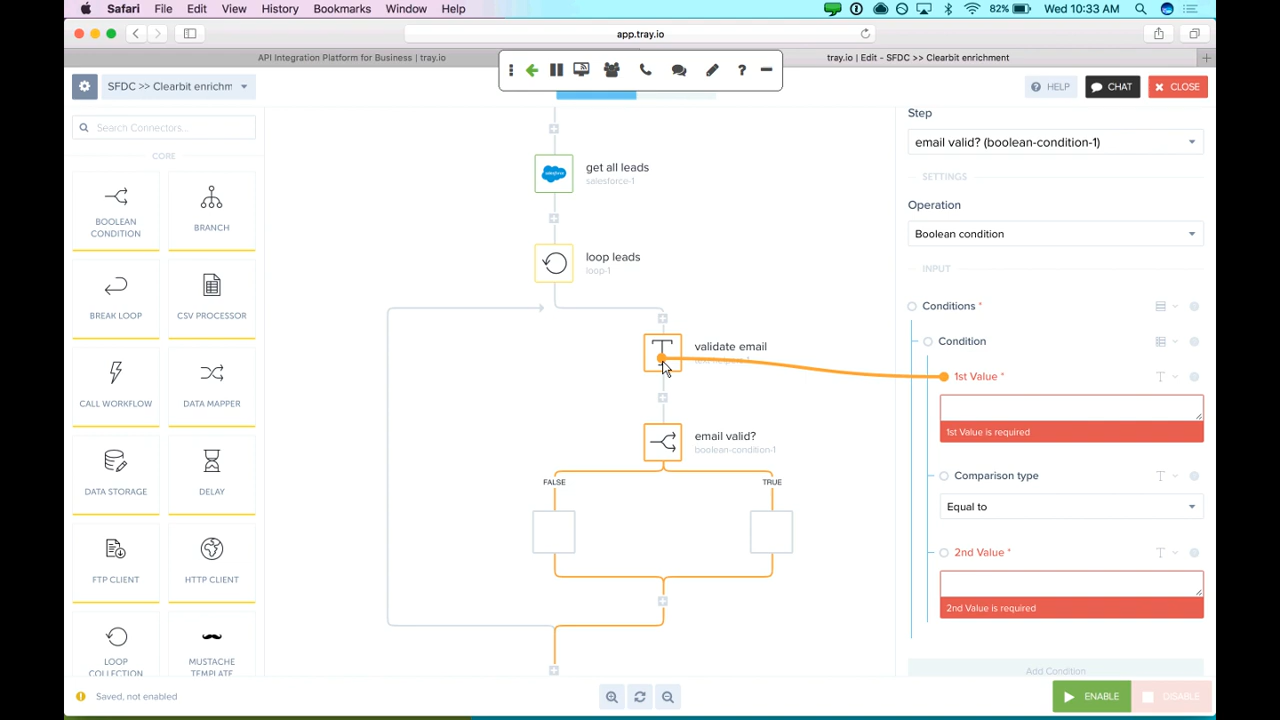 Safari File Edit View History Bookmarks Window Help
82% Wed 10:33 AM
app.tray.io
API Integration Platform for Business | tray.io
tray.io | Edit - SFDC >> Clearbit enrichment
SFDC >> Clearbit enrichm
HELP
CHAT
CLOSE
Search Connectors...
CORE
BOOLEAN
CONDITION
BRANCH
BREAK LOOP
CSV PROCESSOR
CALL WORKFLOW
DATA MAPPER
DATA STORAGE
DELAY
FTP CLIENT
HTTP CLIENT
LOOP
COLLECTION
MUSTACHE
TEMPLATE
get all leads
salesforce-1
loop leads
loop-1
validate email
email valid?
boolean-condition-1
FALSE
TRUE
Step
email valid? (boolean-condition-1)
SETTINGS
Operation
Boolean condition
INPUT
Conditions *
Condition
1st Value *
1st Value is required
Comparison type
Equal to
2nd Value *
2nd Value is required
Add Condition
Saved, not enabled
ENABLE
DISABLE